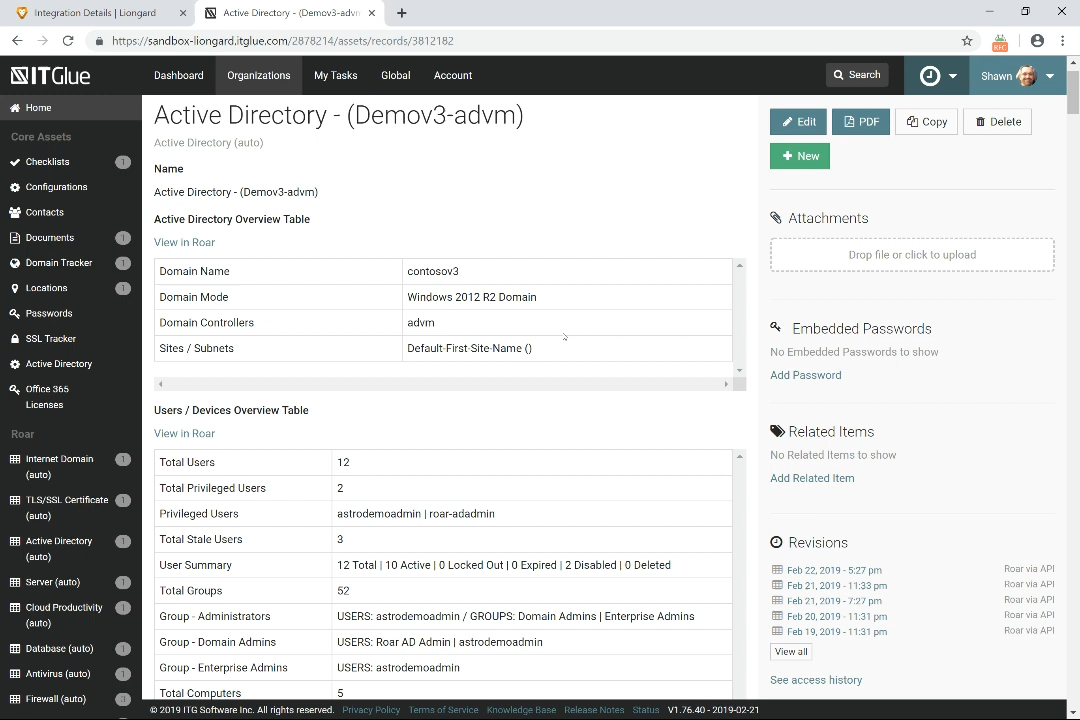 Integration Details | Liongard
Active Directory - (Demov3-advm
https://sandbox-liongard.itglue.com/2878214/assets/records/3812182
REC
ITGlue
Dashboard
Organizations
My Tasks
Global
Account
Search
Shawn
Home
Core Assets
Checklists 1
Configurations
Contacts
Documents 1
Domain Tracker 1
Locations 1
Passwords
SSL Tracker
Active Directory
Office 365
Licenses
Roar
Internet Domain 1
(auto)
TLS/SSL Certificate 1
(auto)
Active Directory 1
(auto)
Server (auto) 1
Cloud Productivity 1
(auto)
Database (auto) 1
Antivirus (auto) 1
Firewall (auto)
Active Directory - (Demov3-advm)
Active Directory (auto)
Name
Active Directory - (Demov3-advm)
Active Directory Overview Table
View in Roar
Domain Name contosov3
Domain Mode Windows 2012 R2 Domain
Domain Controllers advm
Sites / Subnets Default-First-Site-Name ()
Users / Devices Overview Table
View in Roar
Total Users 12
Total Privileged Users 2
Privileged Users astrodemoadmin | roar-adadmin
Total Stale Users 3
User Summary 12 Total | 10 Active | 0 Locked Out | 0 Expired | 2 Disabled | 0 Deleted
Total Groups 52
Group - Administrators USERS: astrodemoadmin / GROUPS: Domain Admins | Enterprise Admins
Group - Domain Admins USERS: Roar AD Admin | astrodemoadmin
Group - Enterprise Admins USERS: astrodemoadmin
Total Computers 5
Edit
PDF
Copy
Delete
New
Attachments
Drop file or click to upload
Embedded Passwords
No Embedded Passwords to show
Add Password
Related Items
No Related Items to show
Add Related Item
Revisions
Feb 22, 2019 - 5:27 pm Roar via API
Feb 21, 2019 - 11:33 pm Roar via API
Feb 21, 2019 - 7:27 pm Roar via API
Feb 20, 2019 - 11:31 pm Roar via API
Feb 19, 2019 - 11:31 pm Roar via API
View all
See access history
© 2019 ITG Software Inc. All rights reserved. Privacy Policy Terms of Service Knowledge Base Release Notes Status V1.76.40 - 2019-02-21